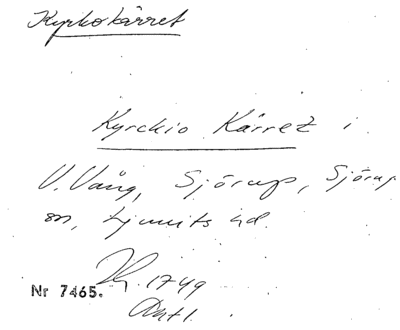 Kyrkokärret
Kyrckio Kärret i
V. Vång, Sjörup, Sjörup
sn, Ljunits hd.
1749
Nr 7465.